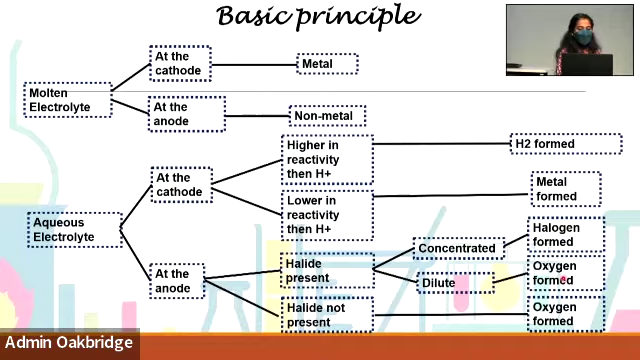 Basic principle
Molten
Electrolyte
At the
cathode
Metal
At the
anode
Non-metal
Aqueous
Electrolyte
At the
cathode
Higher in
reactivity
then H+
H2 formed
Lower in
reactivity
then H+
Metal
formed
At the
anode
Halide
present
Concentrated
Halogen
formed
Dilute
Oxygen
formed
Halide not
present
Oxygen
formed
Admin Oakbridge